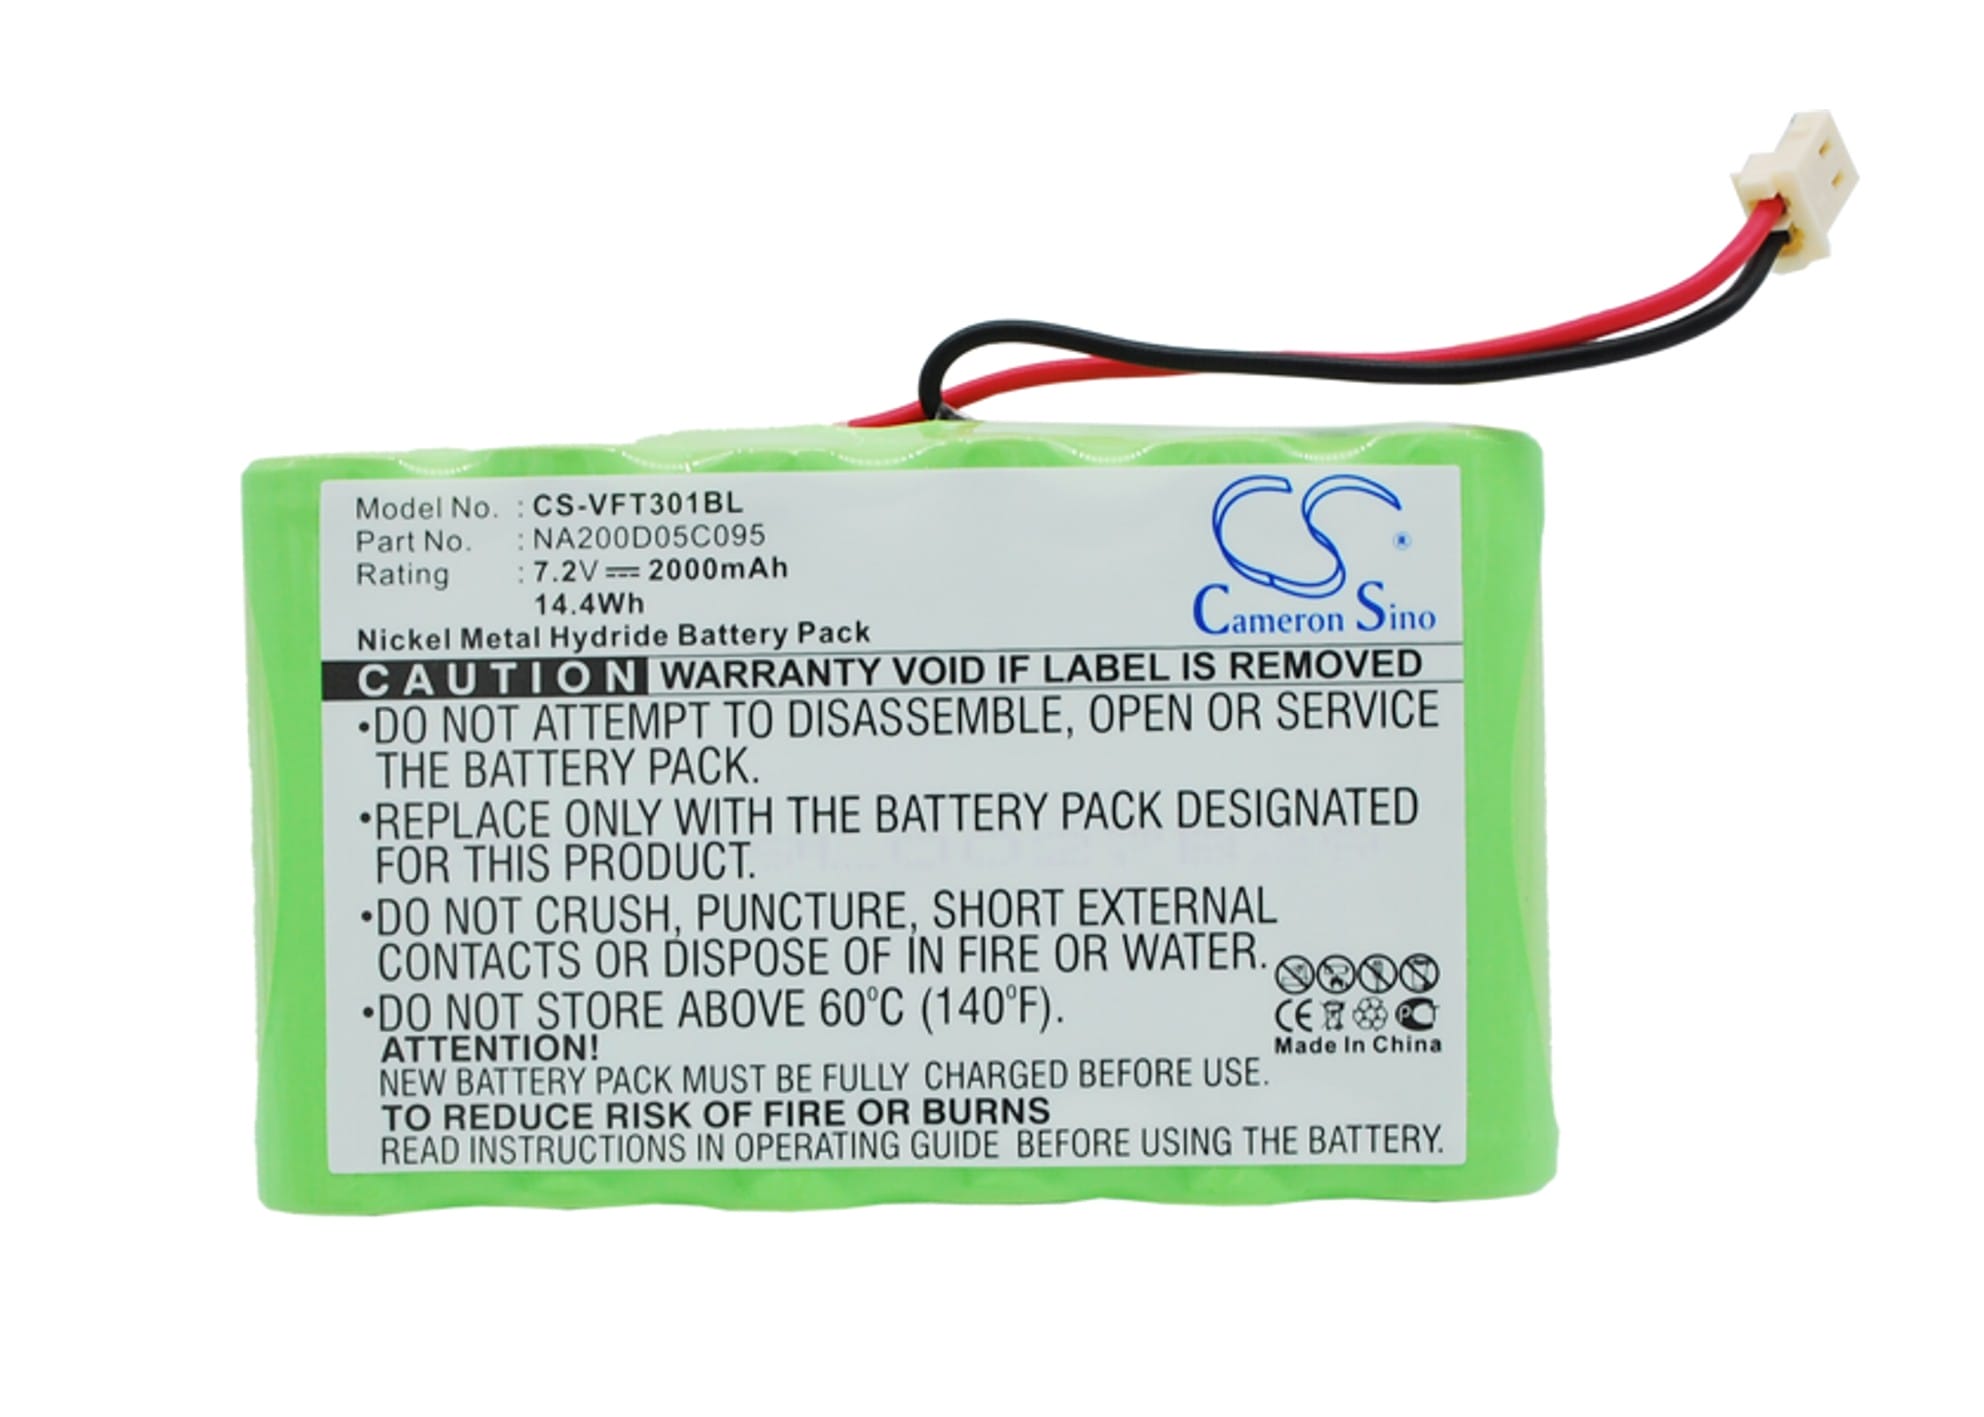 Model No. : CS-VFT301BL
Part No. : NA200D05C095
Rating : 7.2V 2000mAh
14.4Wh
Nickel Metal Hydride Battery Pack
CS ®
Cameron Sino
CAUTION WARRANTY VOID IF LABEL IS REMOVED
•DO NOT ATTEMPT TO DISASSEMBLE, OPEN OR SERVICE
THE BATTERY PACK.
•REPLACE ONLY WITH THE BATTERY PACK DESIGNATED
FOR THIS PRODUCT.
•DO NOT CRUSH, PUNCTURE, SHORT EXTERNAL
CONTACTS OR DISPOSE OF IN FIRE OR WATER.
•DO NOT STORE ABOVE 60°C (140°F).
CE PC
Made In China
ATTENTION!
NEW BATTERY PACK MUST BE FULLY CHARGED BEFORE USE.
TO REDUCE RISK OF FIRE OR BURNS
READ INSTRUCTIONS IN OPERATING GUIDE BEFORE USING THE BATTERY.